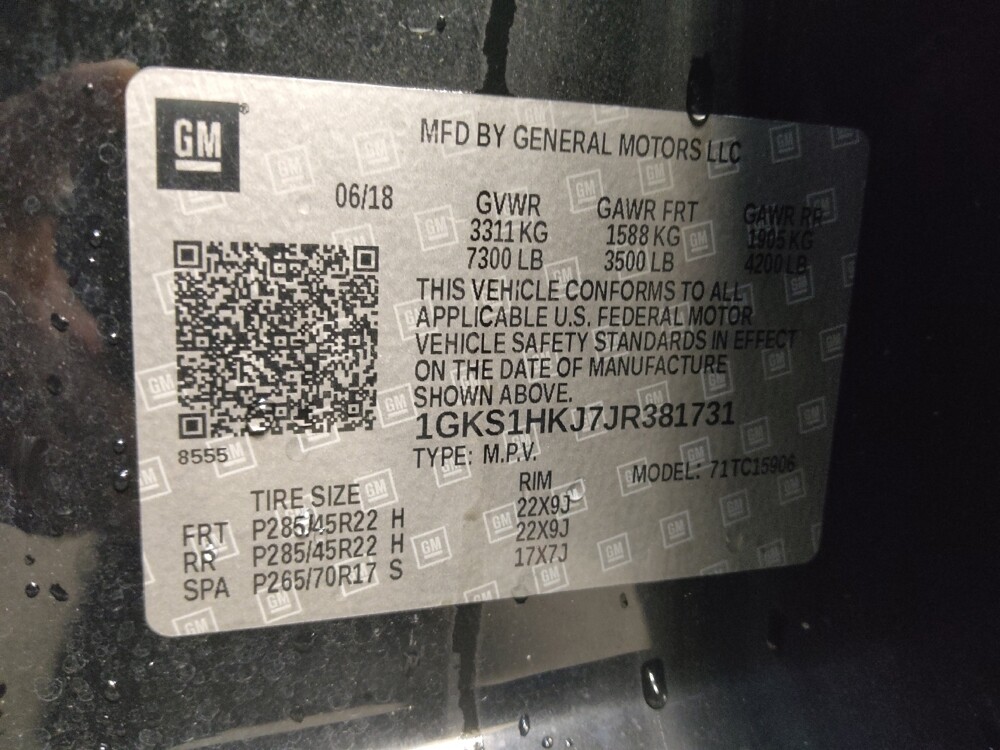 GM
MFD BY GENERAL MOTORS LLC
06/18
GVWR GAWR FRT GAWR RR
3311 KG 1588 KG 1905 KG
7300 LB 3500 LB 4200 LB
THIS VEHICLE CONFORMS TO ALL
APPLICABLE U.S. FEDERAL MOTOR
VEHICLE SAFETY STANDARDS IN EFFECT
ON THE DATE OF MANUFACTURE
SHOWN ABOVE.
1GKS1HKJ7JR381731
8555
TYPE: M.P.V. MODEL: 71TC15906
TIRE SIZE RIM
FRT P285/45R22 H 22X9J
RR P285/45R22 H 22X9J
SPA P265/70R17 S 17X7J